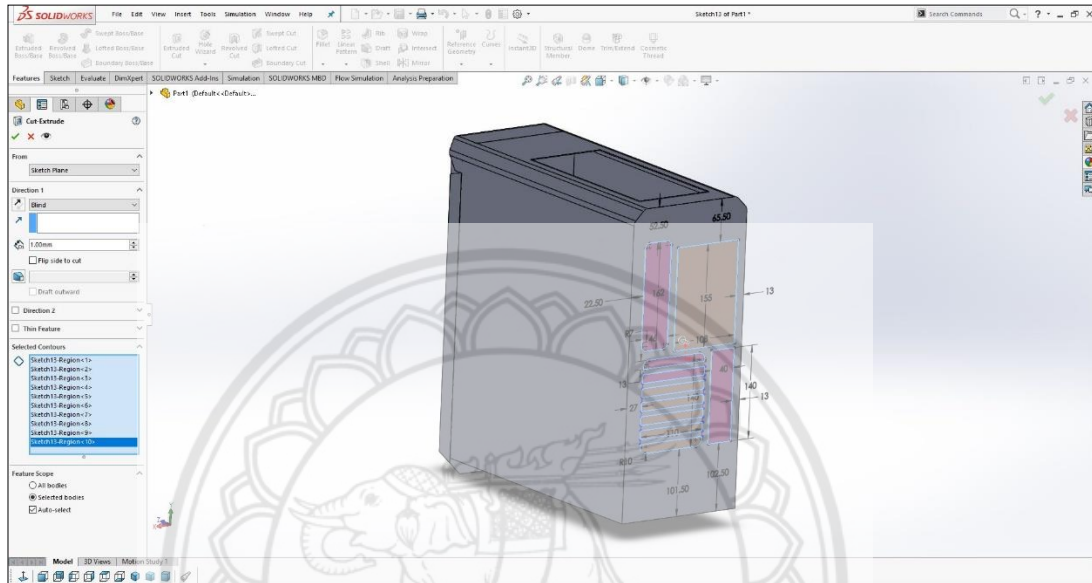 SOLIDWORKS
File Edit View Insert Tools Simulation Window Help
Sketch13 of Part1 *
Search Commands
Extruded Boss/Base
Revolved Boss/Base
Swept Boss/Base
Lofted Boss/Base
Boundary Boss/Base
Extruded Cut
Hole Wizard
Revolved Cut
Swept Cut
Lofted Cut
Boundary Cut
Fillet
Linear Pattern
Rib
Draft
Shell
Wrap
Intersect
Mirror
Reference Geometry
Curves
Instant3D
Structural Member
Dome
Trim/Extend
Cosmetic Thread
Features Sketch Evaluate DimXpert SOLIDWORKS Add-Ins Simulation SOLIDWORKS MBD Flow Simulation Analysis Preparation
Part1 (Default<<Default>...
Cut-Extrude
From
Sketch Plane
Direction 1
Blind
1.00mm
Flip side to cut
Draft outward
Direction 2
Thin Feature
Selected Contours
Sketch13-Region<1>
Sketch13-Region<2>
Sketch13-Region<3>
Sketch13-Region<4>
Sketch13-Region<5>
Sketch13-Region<6>
Sketch13-Region<7>
Sketch13-Region<8>
Sketch13-Region<9>
Sketch13-Region<10>
Feature Scope
All bodies
Selected bodies
Auto-select
52.50
65.50
22.50
155
13
13
40
140
27
13
R10
101.50
102.50
Model 3D Views Motion Study 1